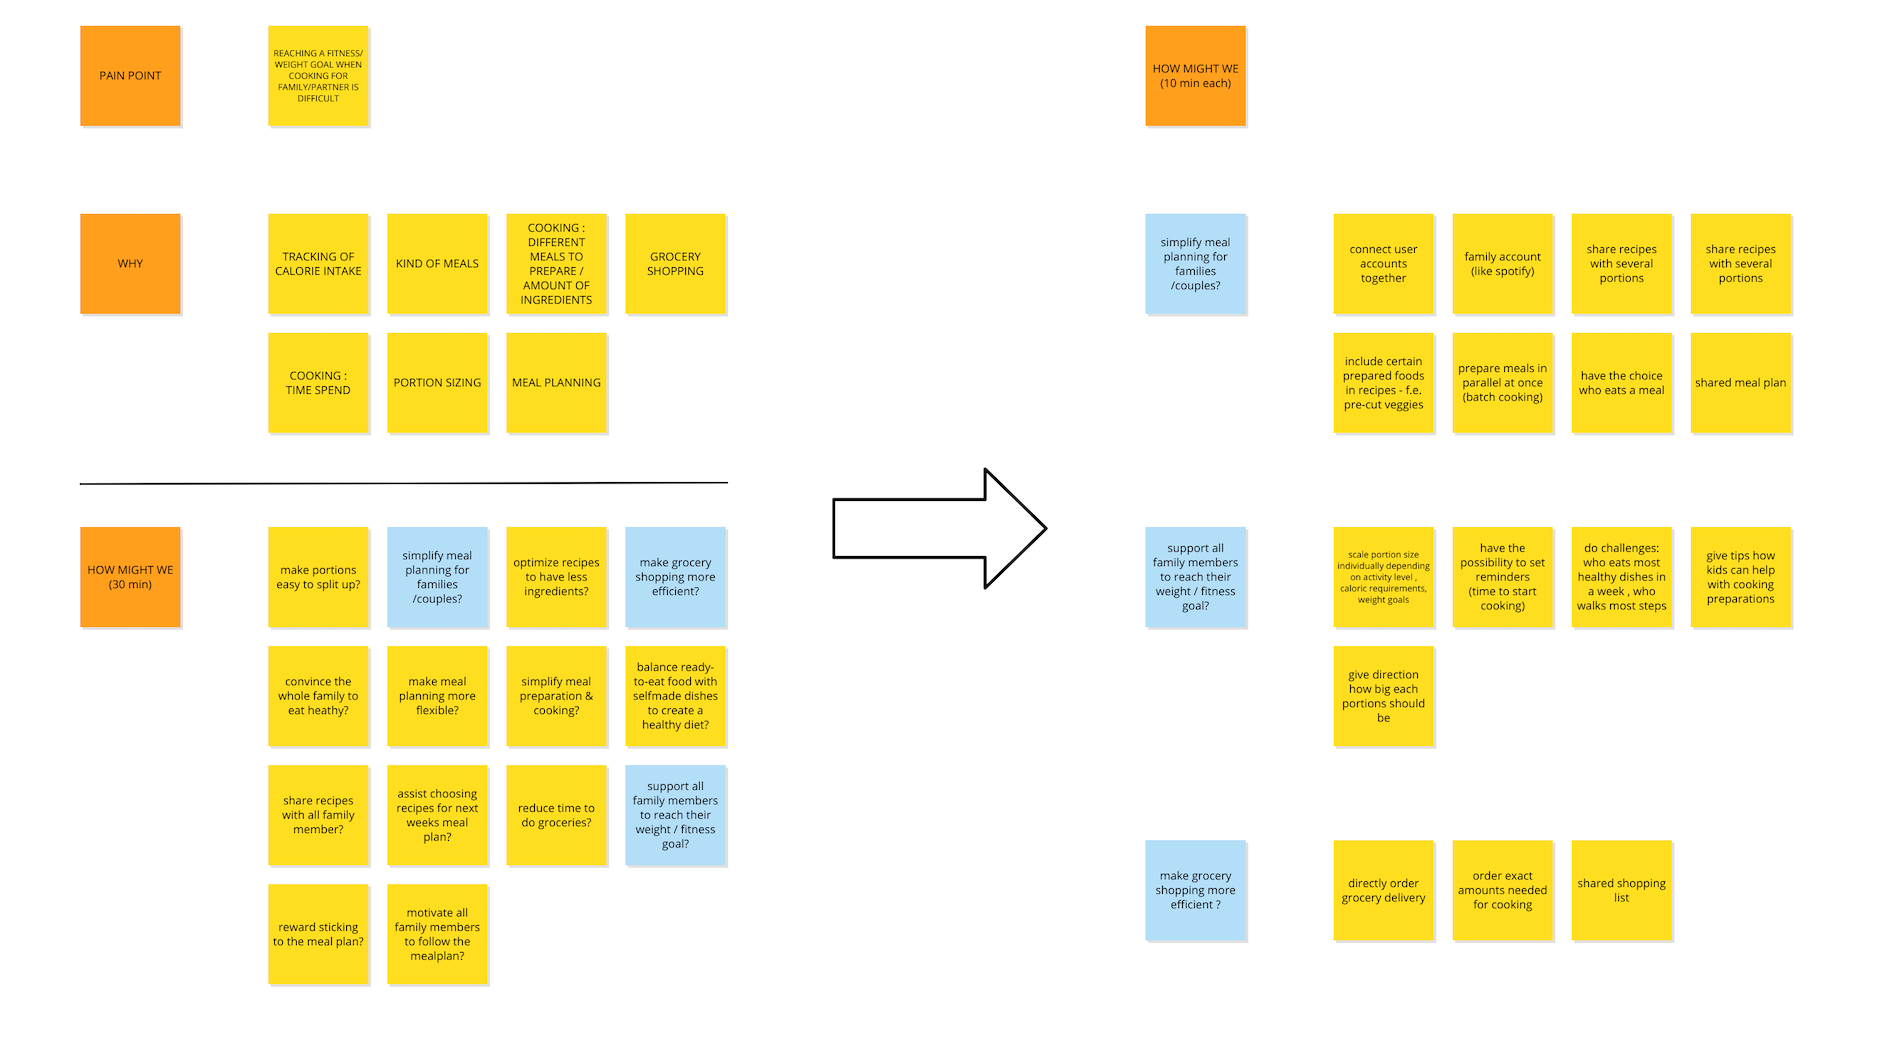 PAIN POINT
REACHING A FITNESS/
WEIGHT GOAL WHEN
COOKING FOR
FAMILY/PARTNER IS
DIFFICULT
WHY
TRACKING OF
CALORIE INTAKE
KIND OF MEALS
COOKING :
DIFFERENT
MEALS TO
PREPARE /
AMOUNT OF
INGREDIENTS
GROCERY
SHOPPING
COOKING :
TIME SPEND
PORTION SIZING
MEAL PLANNING
HOW MIGHT WE
(30 min)
make portions
easy to split up?
simplify meal
planning for
families
/couples?
optimize recipes
to have less
ingredients?
make grocery
shopping more
efficient?
convince the
whole family to
eat heathy?
make meal
planning more
flexible?
simplify meal
preparation &
cooking?
balance ready-
to-eat food with
selfmade dishes
to create a
healthy diet?
share recipes
with all family
member?
assist choosing
recipes for next
weeks meal
plan?
reduce time to
do groceries?
support all
family members
to reach their
weight / fitness
goal?
reward sticking
to the meal plan?
motivate all
family members
to follow the
mealplan?
HOW MIGHT WE
(10 min each)
simplify meal
planning for
families
/couples?
connect user
accounts
together
family account
(like spotify)
share recipes
with several
portions
share recipes
with several
portions
include certain
prepared foods
in recipes - f.e.
pre-cut veggies
prepare meals in
parallel at once
(batch cooking)
have the choice
who eats a meal
shared meal plan
support all
family members
to reach their
weight / fitness
goal?
scale portion size
individually depending
on activity level ,
caloric requirements,
weight goals
have the
possibility to set
reminders
(time to start
cooking)
do challenges:
who eats most
healthy dishes in
a week , who
walks most steps
give tips how
kids can help
with cooking
preparations
give direction
how big each
portions should
be
make grocery
shopping more
efficient ?
directly order
grocery delivery
order exact
amounts needed
for cooking
shared shopping
list